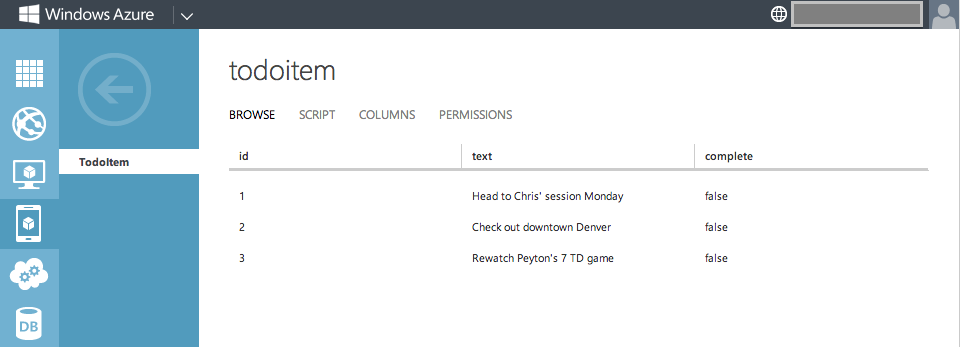 Windows Azure
todoitem
BROWSE SCRIPT COLUMNS PERMISSIONS
TodoItem
id text complete
1 Head to Chris' session Monday false
2 Check out downtown Denver false
3 Rewatch Peyton's 7 TD game false
DB